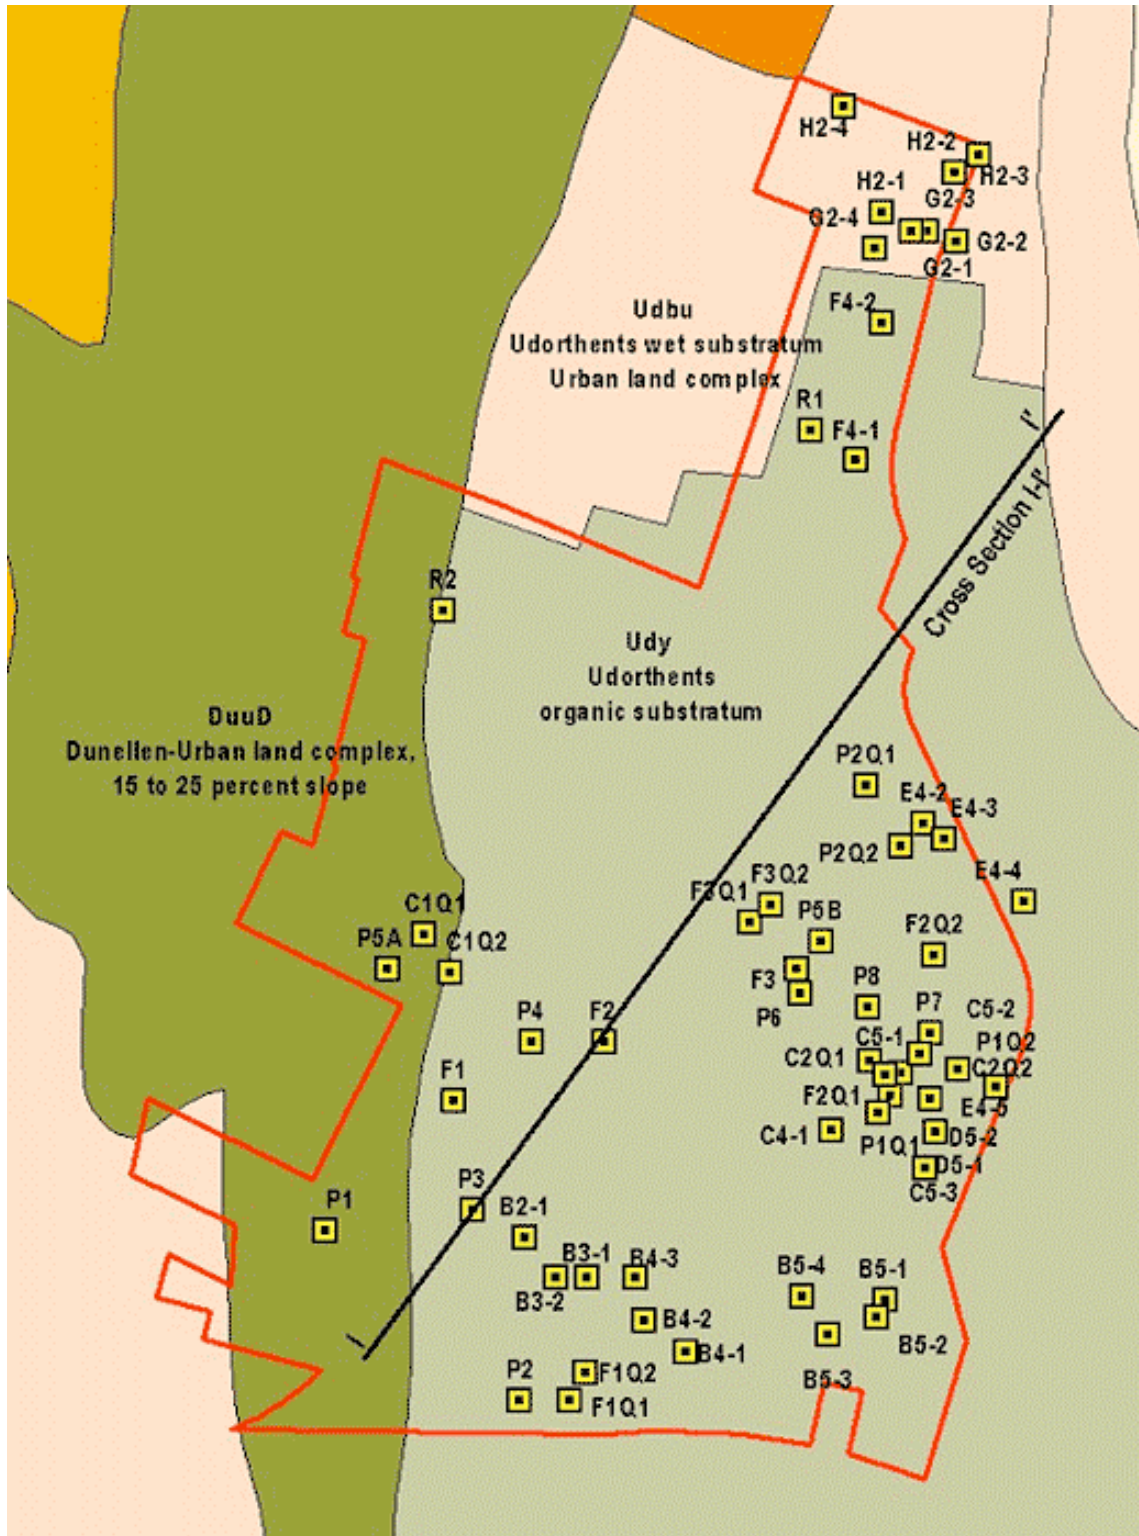 H2-4
H2-2
H2-3
H2-1
G2-3
G2-4
G2-2
G2-1
F4-2
Udbu
Udorthents wet substratum
Urban land complex
R1
F4-1
I'
Cross Section I-I'
R2
Udy
Udorthents
organic substratum
DuuD
Dunellen-Urban land complex,
15 to 25 percent slope
P2Q1
E4-2
E4-3
P2Q2
E4-4
F3Q2
F3Q1
C1Q1
P5B
F2Q2
P5A
C1Q2
F3
P8
P6
P7
C5-2
P4
F2
C5-1
P1Q2
C2Q1
C2Q2
F1
F2Q1
E4-5
C4-1
P1Q1
D5-2
D5-1
C5-3
P3
B2-1
P1
B3-1
B4-3
B5-4
B5-1
B3-2
B4-2
B5-2
I
B4-1
P2
F1Q2
B5-3
F1Q1